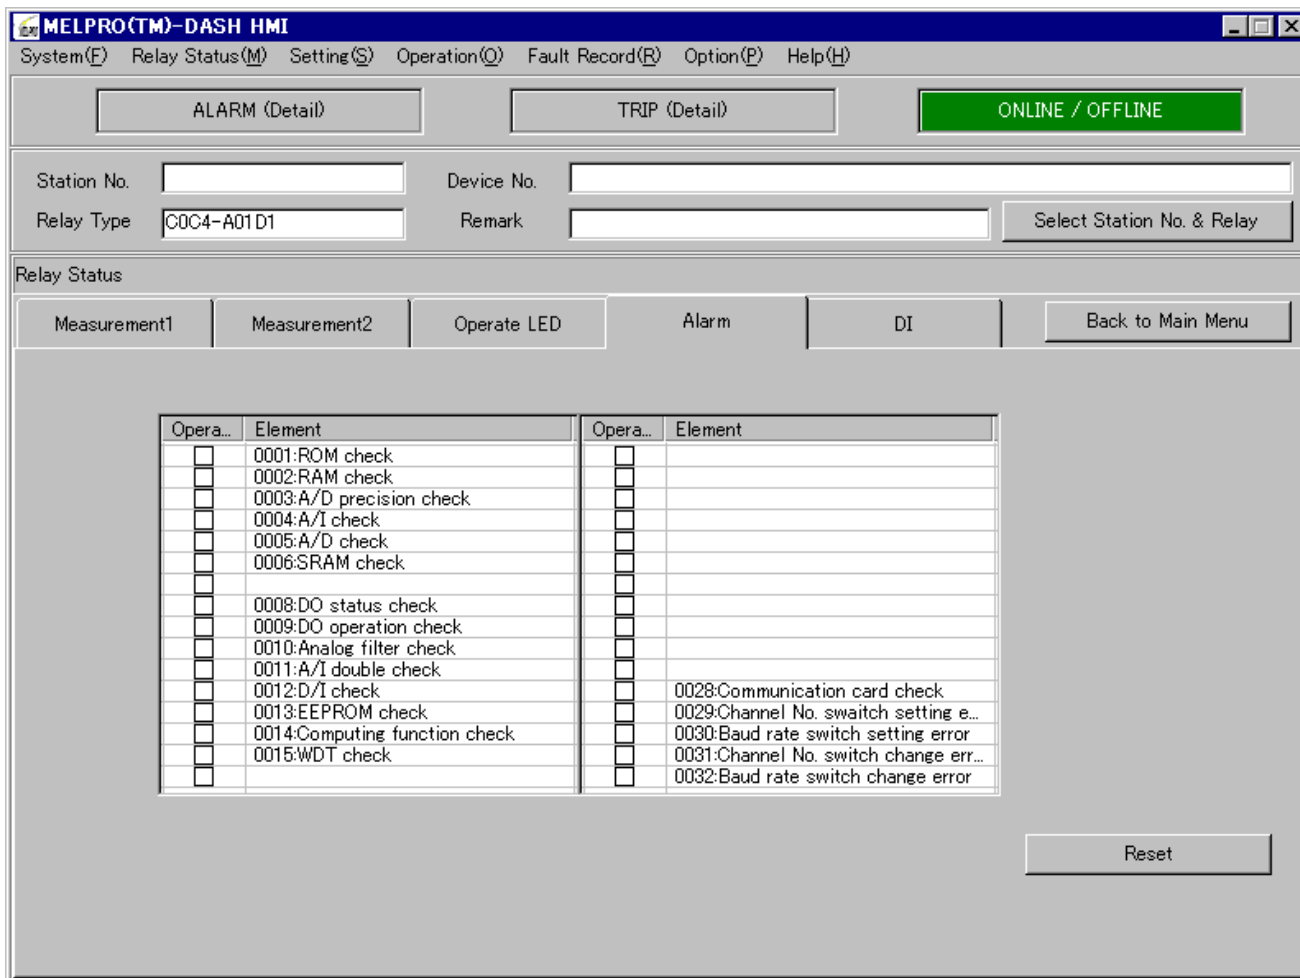 MELPRO(TM)-DASH HMI
System(F) Relay Status(M) Setting(S) Operation(O) Fault Record(R) Option(P) Help(H)
ALARM (Detail) TRIP (Detail) ONLINE / OFFLINE
Station No. Device No.
Relay Type C0C4-A01D1 Remark Select Station No. & Relay
Relay Status
Measurement1 Measurement2 Operate LED Alarm DI Back to Main Menu
Opera... Element Opera... Element
0001:ROM check
0002:RAM check
0003:A/D precision check
0004:A/I check
0005:A/D check
0006:SRAM check
0008:DO status check
0009:DO operation check
0010:Analog filter check
0011:A/I double check
0012:D/I check 0028:Communication card check
0013:EEPROM check 0029:Channel No. swaitch setting e...
0014:Computing function check 0030:Baud rate switch setting error
0015:WDT check 0031:Channel No. switch change err...
0032:Baud rate switch change error
Reset